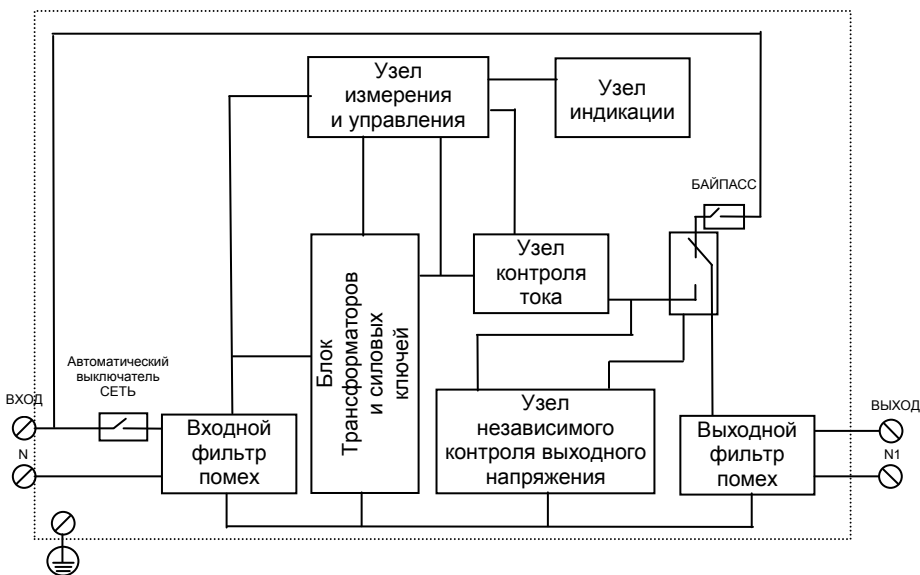 Узел
измерения
и управления
Узел
индикации
БАЙПАСС
Узел
контроля
тока
Блок
Трансформаторов
и силовых
ключей
Автоматический
выключатель
СЕТЬ
ВХОД
N
Входной
фильтр
помех
Узел
независимого
контроля выходного
напряжения
Выходной
фильтр
помех
ВЫХОД
N1